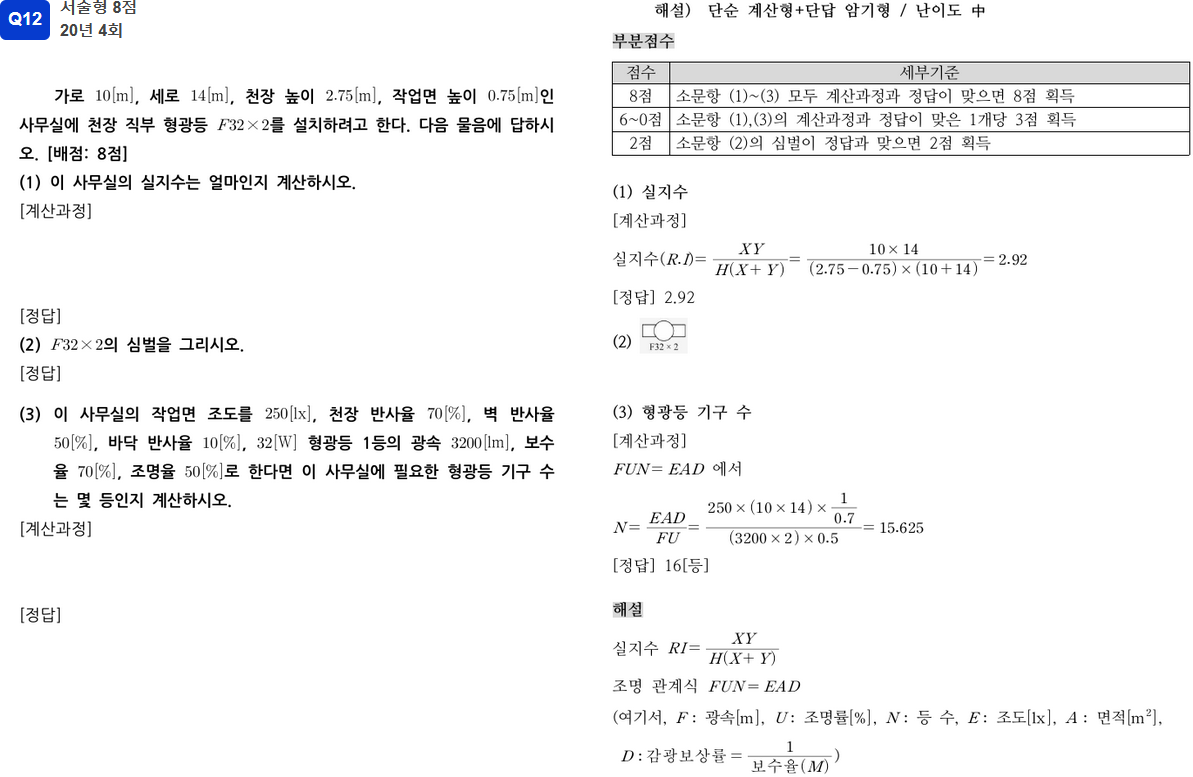 Q12
서술형 8점
20년 4회
가로 10[m], 세로 14[m], 천장 높이 2.75[m], 작업면 높이 0.75[m]인
사무실에 천장 직부 형광등 F32×2를 설치하려고 한다. 다음 물음에 답하시
오. [배점: 8점]
(1) 이 사무실의 실지수는 얼마인지 계산하시오.
[계산과정]
[정답]
(2) F32×2의 심벌을 그리시오.
[정답]
(3) 이 사무실의 작업면 조도를 250[lx], 천장 반사율 70[%], 벽 반사율
50[%], 바닥 반사율 10[%], 32[W] 형광등 1등의 광속 3200[lm], 보수
율 70[%], 조명율 50[%]로 한다면 이 사무실에 필요한 형광등 기구 수
는 몇 등인지 계산하시오.
[계산과정]
[정답]
해설) 단순 계산형+단답 암기형 / 난이도 中
부분점수
점수 세부기준
8점 소문항 (1)~(3) 모두 계산과정과 정답이 맞으면 8점 획득
6~0점 소문항 (1),(3)의 계산과정과 정답이 맞은 1개당 3점 획득
2점 소문항 (2)의 심벌이 정답과 맞으면 2점 획득
(1) 실지수
[계산과정]
실지수(R.I)= XY / H(X+Y) = 10×14 / (2.75-0.75)×(10+14) = 2.92
[정답] 2.92
(2)
F32×2
(3) 형광등 기구 수
[계산과정]
FUN=EAD 에서
N= EAD / FU = 250×(10×14)× 1 / 0.7 / (3200×2)×0.5 = 15.625
[정답] 16[등]
해설
실지수 RI= XY / H(X+Y)
조명 관계식 FUN=EAD
(여기서, F: 광속[m], U: 조명률[%], N: 등 수, E: 조도[lx], A: 면적[m²],
D:감광보상률= 1 / 보수율(M) )